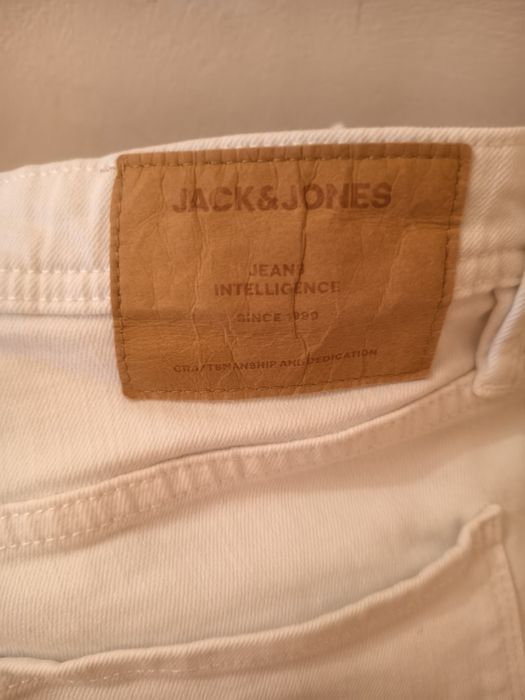 JACK&JONES
JEANS
INTELLIGENCE
SINCE 1990
CRAFTSMANSHIP AND DEDICATION